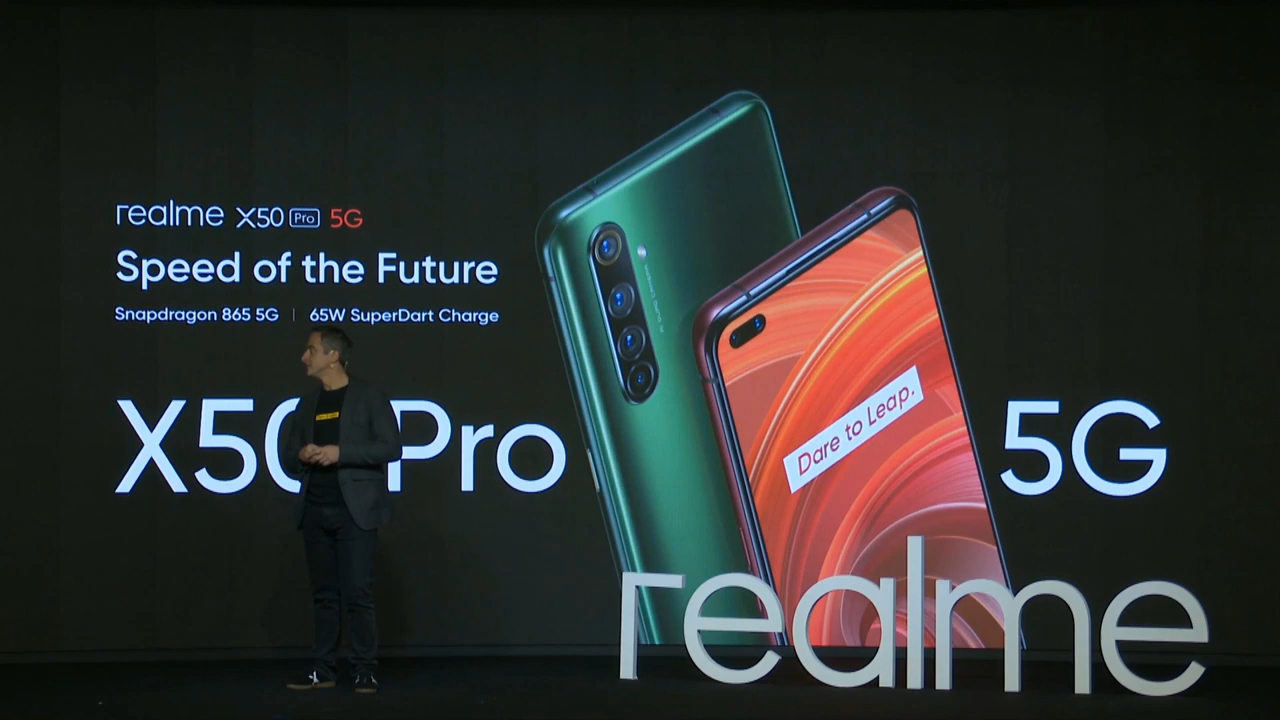 realme X50 Pro 5G
Speed of the Future
Snapdragon 865 5G | 65W SuperDart Charge
X50 Pro 5G
Dare to Leap.
realme